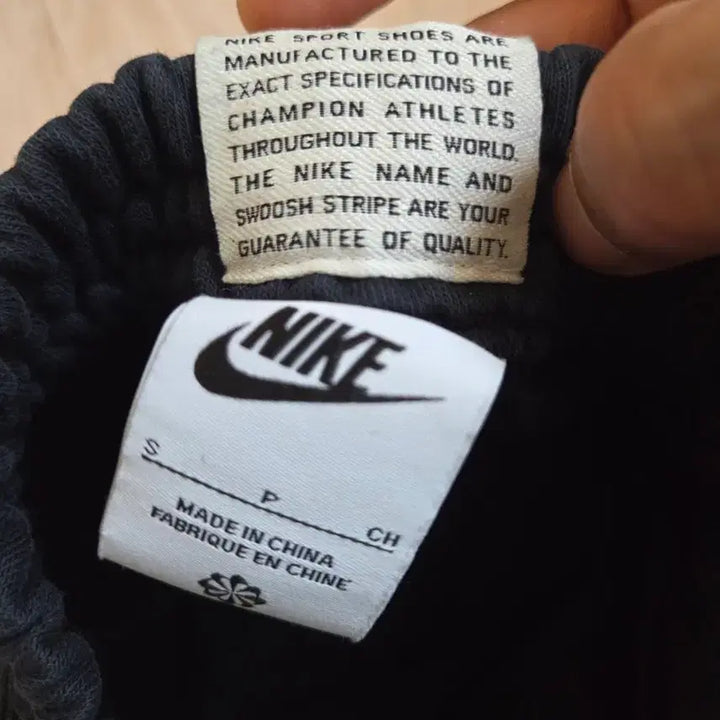 NIKE SPORT SHOES ARE
MANUFACTURED TO THE
EXACT SPECIFICATIONS OF
CHAMPION ATHLETES
THROUGHOUT THE WORLD.
THE NIKE NAME AND
SWOOSH STRIPE ARE YOUR
GUARANTEE OF QUALITY.
NIKE
S P CH
MADE IN CHINA
FABRIQUE EN CHINE